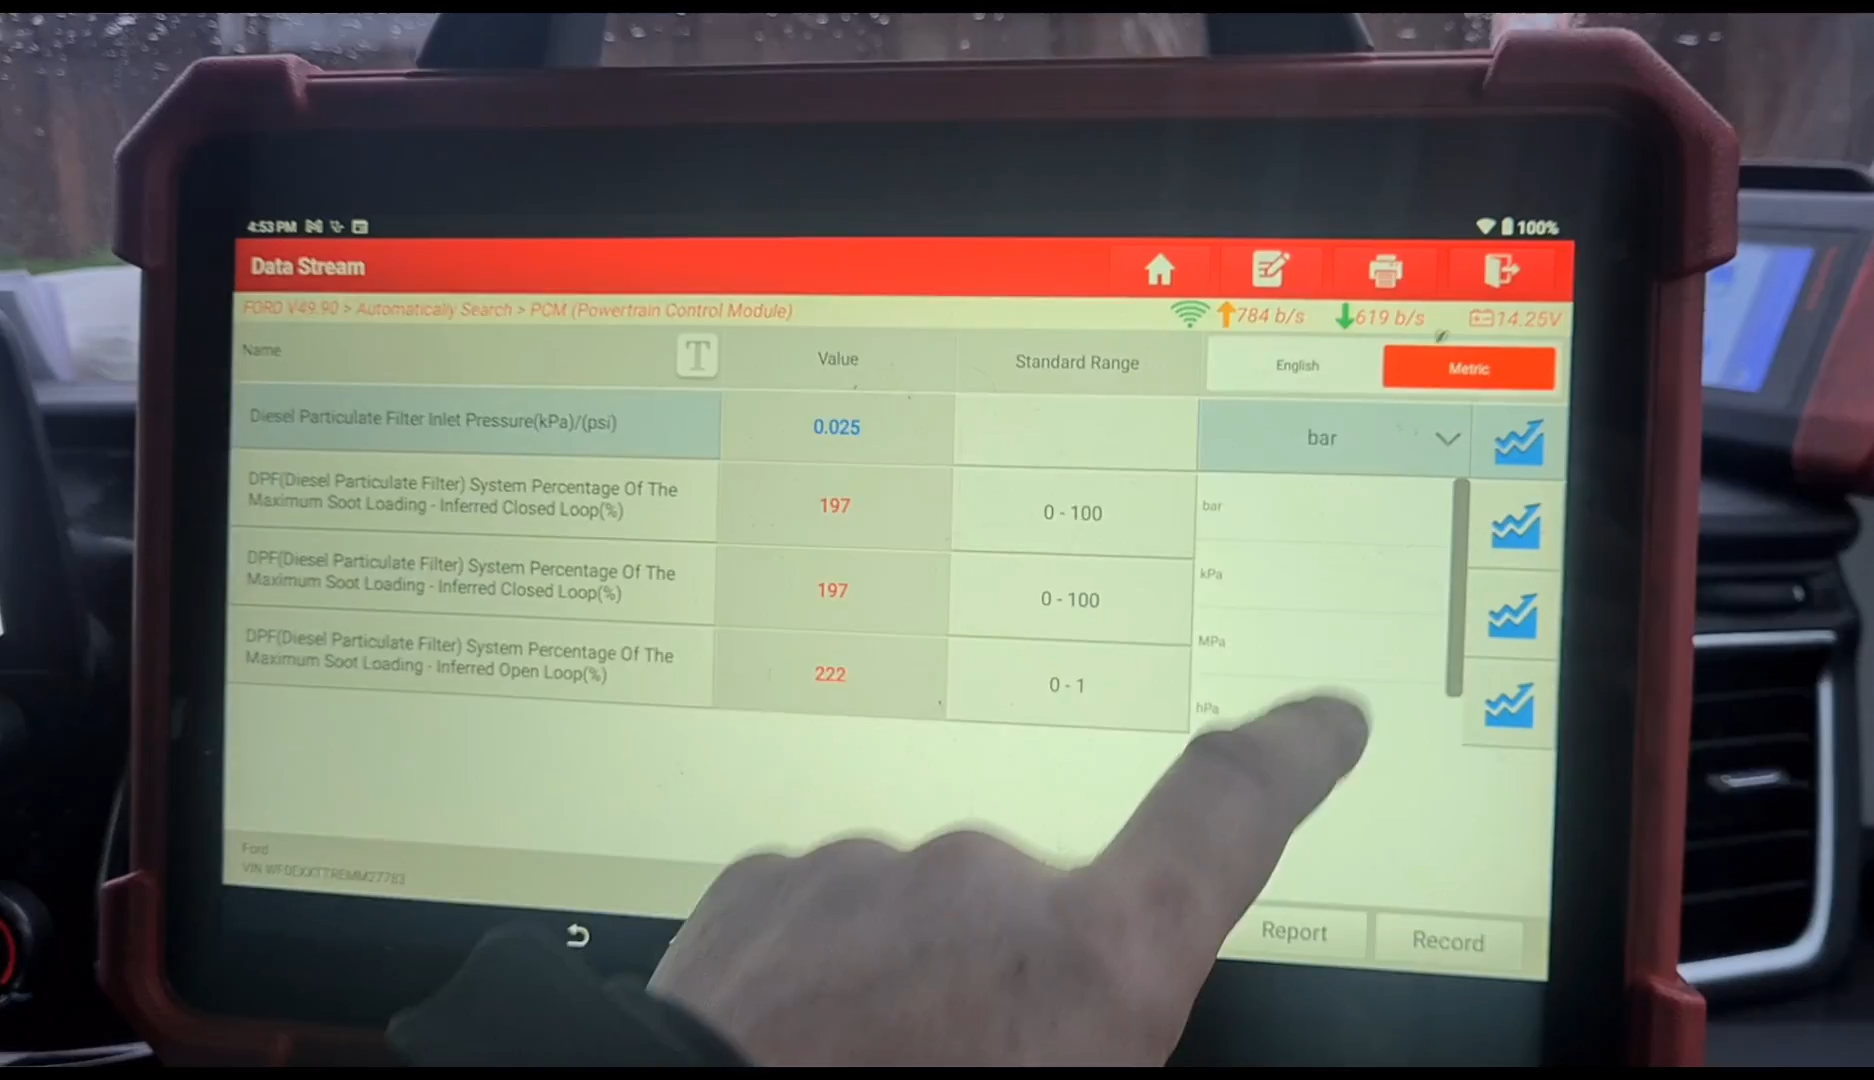 4:53 PM
100%
Data Stream
FORD V49.90 > Automatically Search > PCM (Powertrain Control Module)
784 b/s
619 b/s
14.25V
Name
T
Value
Standard Range
English
Metric
Diesel Particulate Filter Inlet Pressure(kPa)/(psi)
0.025
bar
DPF(Diesel Particulate Filter) System Percentage Of The
Maximum Soot Loading - Inferred Closed Loop(%)
197
0 - 100
bar
DPF(Diesel Particulate Filter) System Percentage Of The
Maximum Soot Loading - Inferred Closed Loop(%)
197
0 - 100
kPa
MPa
DPF(Diesel Particulate Filter) System Percentage Of The
Maximum Soot Loading - Inferred Open Loop(%)
222
0 - 1
hPa
Ford
VIN
Report
Record